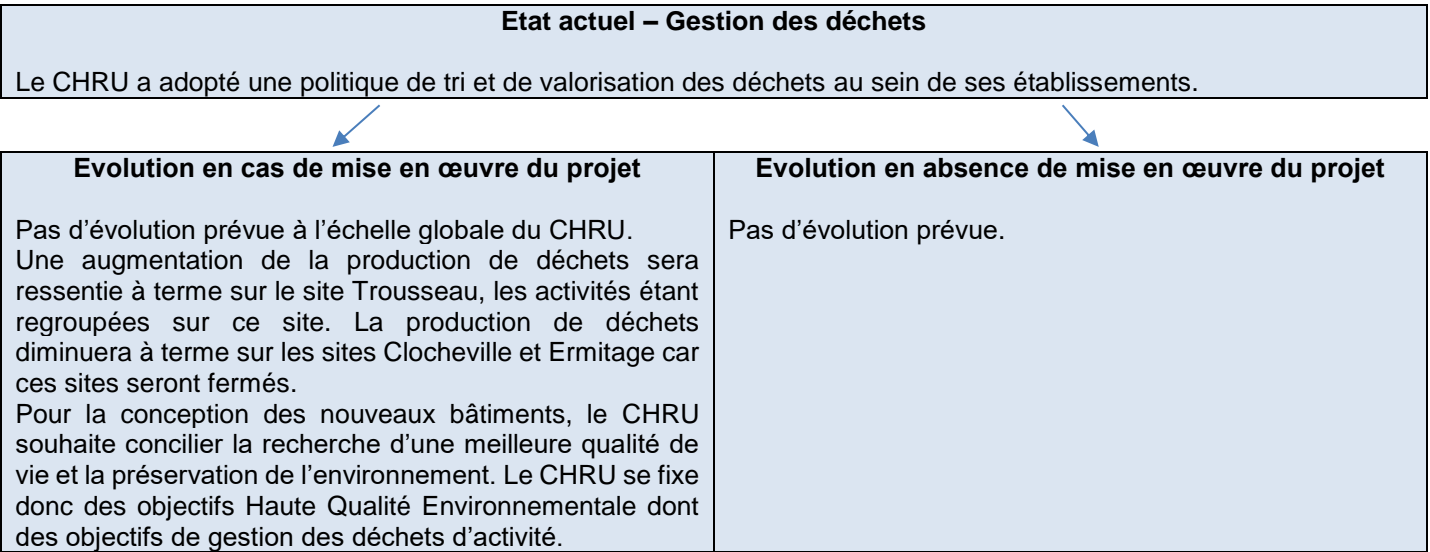 Etat actuel – Gestion des déchets
Le CHRU a adopté une politique de tri et de valorisation des déchets au sein de ses établissements.
Evolution en cas de mise en œuvre du projet
Pas d’évolution prévue à l’échelle globale du CHRU.
Une augmentation de la production de déchets sera
ressentie à terme sur le site Trousseau, les activités étant
regroupées sur ce site. La production de déchets
diminuera à terme sur les sites Clocheville et Ermitage car
ces sites seront fermés.
Pour la conception des nouveaux bâtiments, le CHRU
souhaite concilier la recherche d’une meilleure qualité de
vie et la préservation de l’environnement. Le CHRU se fixe
donc des objectifs Haute Qualité Environnementale dont
des objectifs de gestion des déchets d’activité.
Evolution en absence de mise en œuvre du projet
Pas d’évolution prévue.